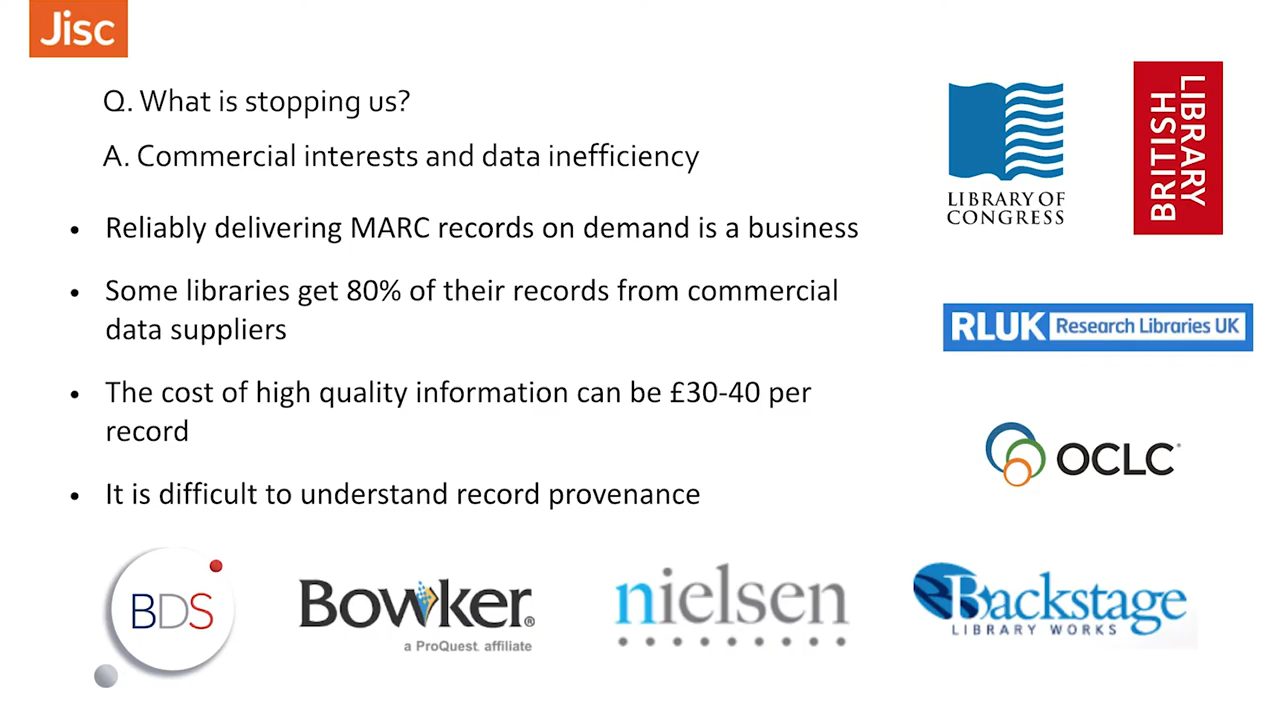 Jisc
Q. What is stopping us?
A. Commercial interests and data inefficiency
• Reliably delivering MARC records on demand is a business
• Some libraries get 80% of their records from commercial
data suppliers
• The cost of high quality information can be £30-40 per
record
• It is difficult to understand record provenance
LIBRARY OF
CONGRESS
BRITISH
LIBRARY
RLUK Research Libraries UK
OCLC®
BDS
Bowker®
a ProQuest affiliate
nielsen
Backstage
LIBRARY WORKS